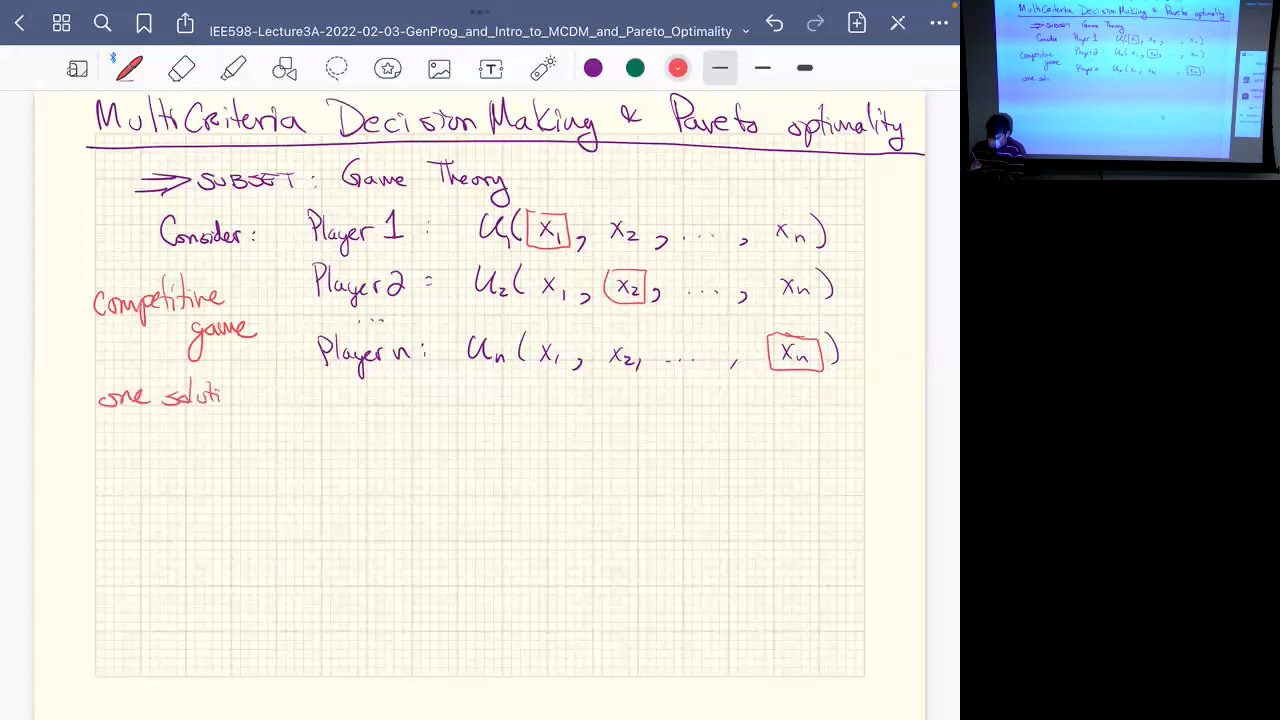 IEE598-Lecture3A-2022-02-03-GenProg_and_Intro_to_MCDM_and_Pareto_Optimality
MultiCriteria Decision Making & Pareto optimality
⇒ SUBSET : Game Theory
Consider : Player 1 : U₁( x₁ , x₂ , ... , xₙ )
Player 2 = U₂( x₁ , x₂ , ... , xₙ )
...
Player n : Uₙ ( x₁ , x₂, .... , xₙ )
competitive
game
one soluti